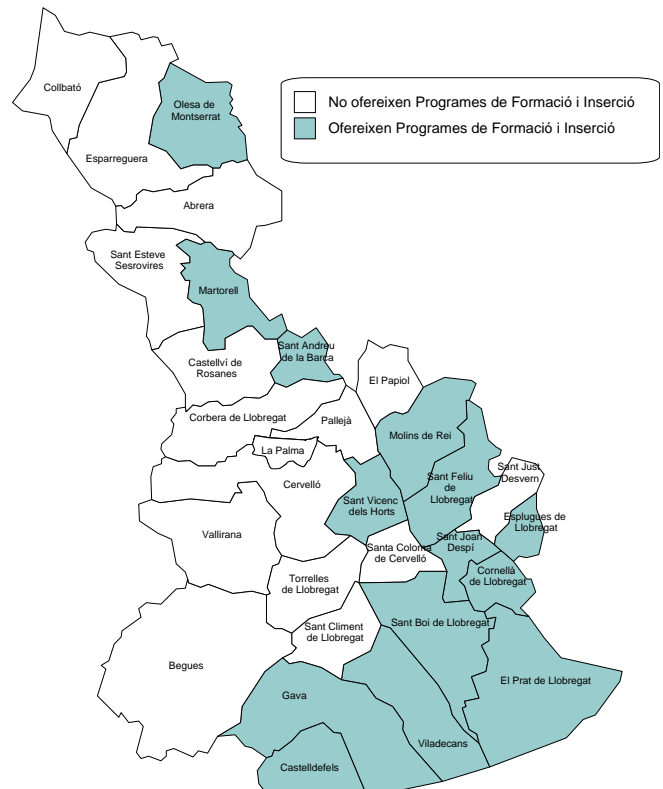 Collbató
Olesa de
Montserrat
No ofereixen Programes de Formació i Inserció
Ofereixen Programes de Formació i Inserció
Esparreguera
Abrera
Sant Esteve
Sesrovires
Martorell
Sant Andreu
de la Barca
Castellví de
Rosanes
El Papiol
Corbera de Llobregat
Pallejà
Molins de Rei
La Palma
Cervelló
Sant Feliu
de
Llobregat
Sant Just
Desvern
Sant Vicenc
dels Horts
Esplugues de
Llobregat
Vallirana
Santa Coloma
de Cervelló
Sant Joan
Despí
Cornellà
de Llobregat
Torrelles
de Llobregat
Sant Climent
de Llobregat
Sant Boi de Llobregat
Begues
El Prat de Llobregat
Gava
Viladecans
Castelldefels